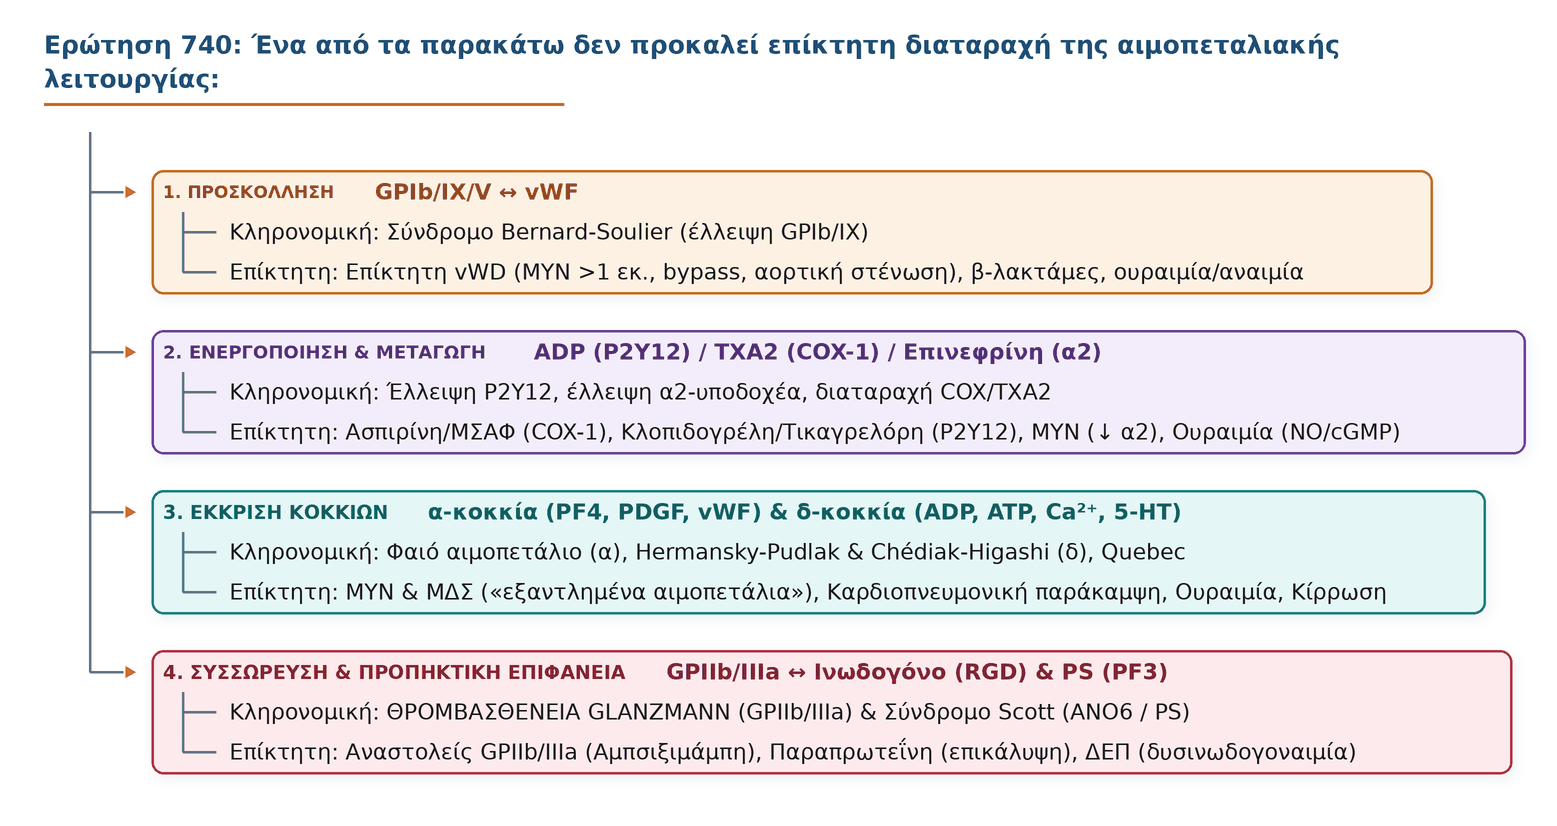 Ερώτηση 740: Ένα από τα παρακάτω δεν προκαλεί επίκτητη διαταραχή της αιμοπεταλιακής
λειτουργίας:
1. ΠΡΟΣΚΟΛΛΗΣΗ GPIb/IX/V ↔ vWF
Κληρονομική: Σύνδρομο Bernard-Soulier (έλλειψη GPIb/IX)
Επίκτητη: Επίκτητη vWD (ΜΥΝ >1 εκ., bypass, αορτική στένωση), β-λακτάμες, ουραιμία/αναιμία
2. ΕΝΕΡΓΟΠΟΙΗΣΗ & ΜΕΤΑΓΩΓΗ ADP (P2Y12) / TXA2 (COX-1) / Επινεφρίνη (α2)
Κληρονομική: Έλλειψη P2Y12, έλλειψη α2-υποδοχέα, διαταραχή COX/TXA2
Επίκτητη: Ασπιρίνη/ΜΣΑΦ (COX-1), Κλοπιδογρέλη/Τικαγρελόρη (P2Y12), ΜΥΝ (↓ α2), Ουραιμία (NO/cGMP)
3. ΕΚΚΡΙΣΗ ΚΟΚΚΙΩΝ α-κοκκία (PF4, PDGF, vWF) & δ-κοκκία (ADP, ATP, Ca²⁺, 5-HT)
Κληρονομική: Φαιό αιμοπετάλιο (α), Hermansky-Pudlak & Chédiak-Higashi (δ), Quebec
Επίκτητη: ΜΥΝ & ΜΔΣ («εξαντλημένα αιμοπετάλια»), Καρδιοπνευμονική παράκαμψη, Ουραιμία, Κίρρωση
4. ΣΥΣΣΩΡΕΥΣΗ & ΠΡΟΠΗΚΤΙΚΗ ΕΠΙΦΑΝΕΙΑ GPIIb/IIIa ↔ Ινωδογόνο (RGD) & PS (PF3)
Κληρονομική: ΘΡΟΜΒΑΣΘΕΝΕΙΑ GLANZMANN (GPIIb/IIIa) & Σύνδρομο Scott (ANO6 / PS)
Επίκτητη: Αναστολείς GPIIb/IIIa (Αμπσιξιμάμπη), Παραπρωτεΐνη (επικάλυψη), ΔΕΠ (δυσινωδογοναιμία)